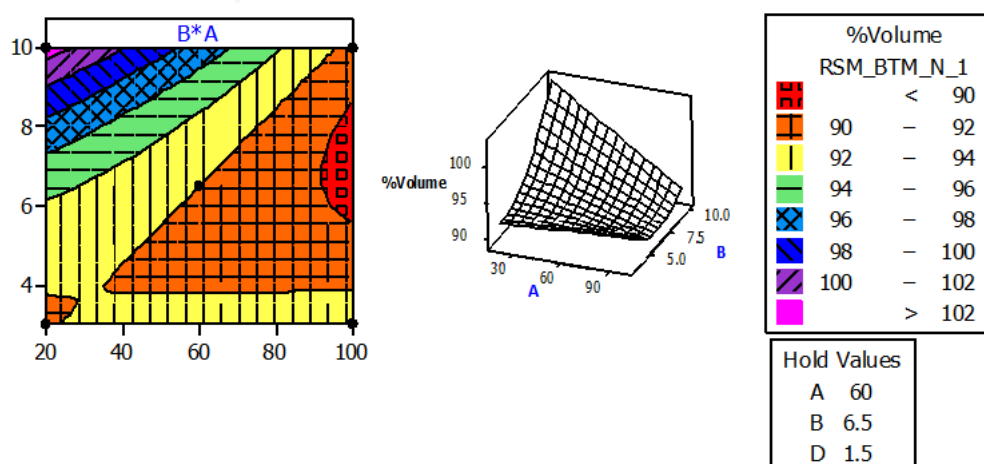 B*A
10
8
6
4
20 40 60 80 100
%Volume
100
95
90
30 60 90
A
10.0
7.5
5.0
B
%Volume
RSM_BTM_N_1
< 90
90 – 92
92 – 94
94 – 96
96 – 98
98 – 100
100 – 102
> 102
Hold Values
A 60
B 6.5
D 1.5